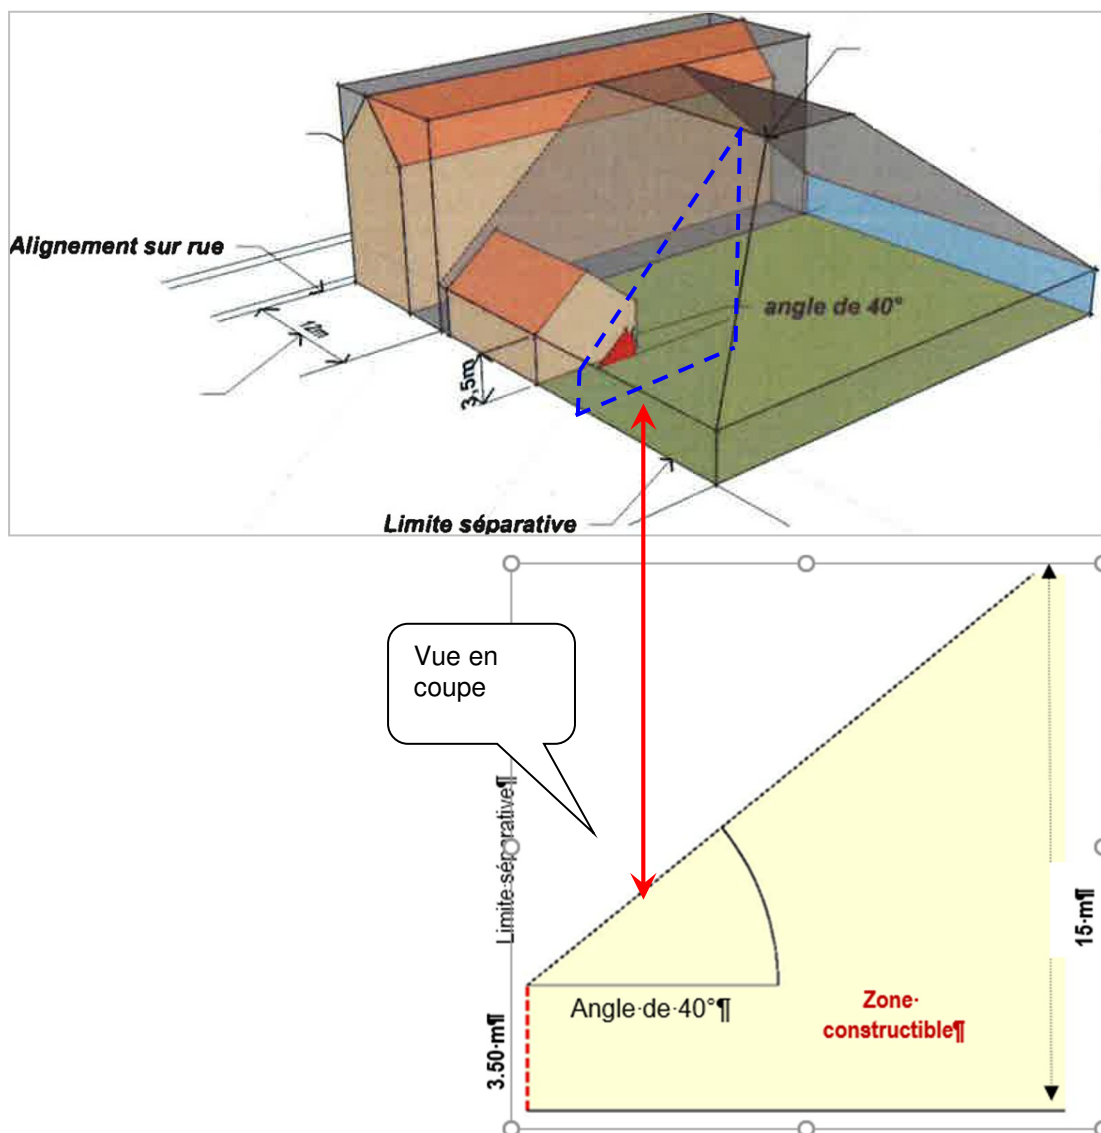 Alignement sur rue
12m
angle de 40°
3,5m
Limite séparative
Vue en
coupe
Limite·séparative¶
15·m¶
Angle·de·40°¶
Zone·
constructible¶
3.50·m¶